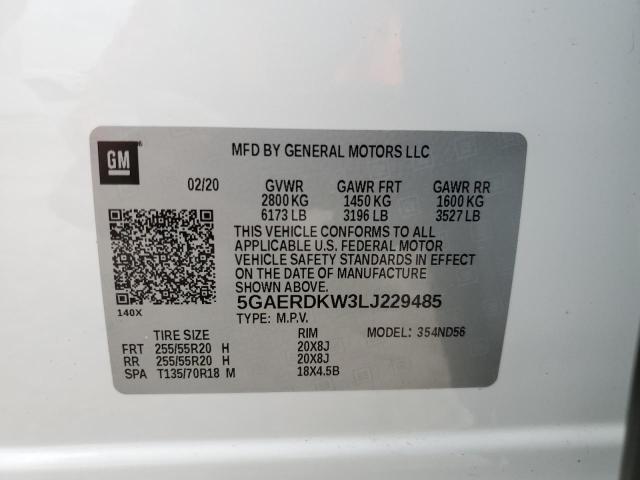 GM
MFD BY GENERAL MOTORS LLC
02/20 GVWR GAWR FRT GAWR RR
2800 KG 1450 KG 1600 KG
6173 LB 3196 LB 3527 LB
THIS VEHICLE CONFORMS TO ALL
APPLICABLE U.S. FEDERAL MOTOR
VEHICLE SAFETY STANDARDS IN EFFECT
ON THE DATE OF MANUFACTURE
SHOWN ABOVE.
5GAERDKW3LJ229485
140X TYPE: M.P.V.
TIRE SIZE RIM MODEL: 354ND56
FRT 255/55R20 H 20X8J
RR 255/55R20 H 20X8J
SPA T135/70R18 M 18X4.5B